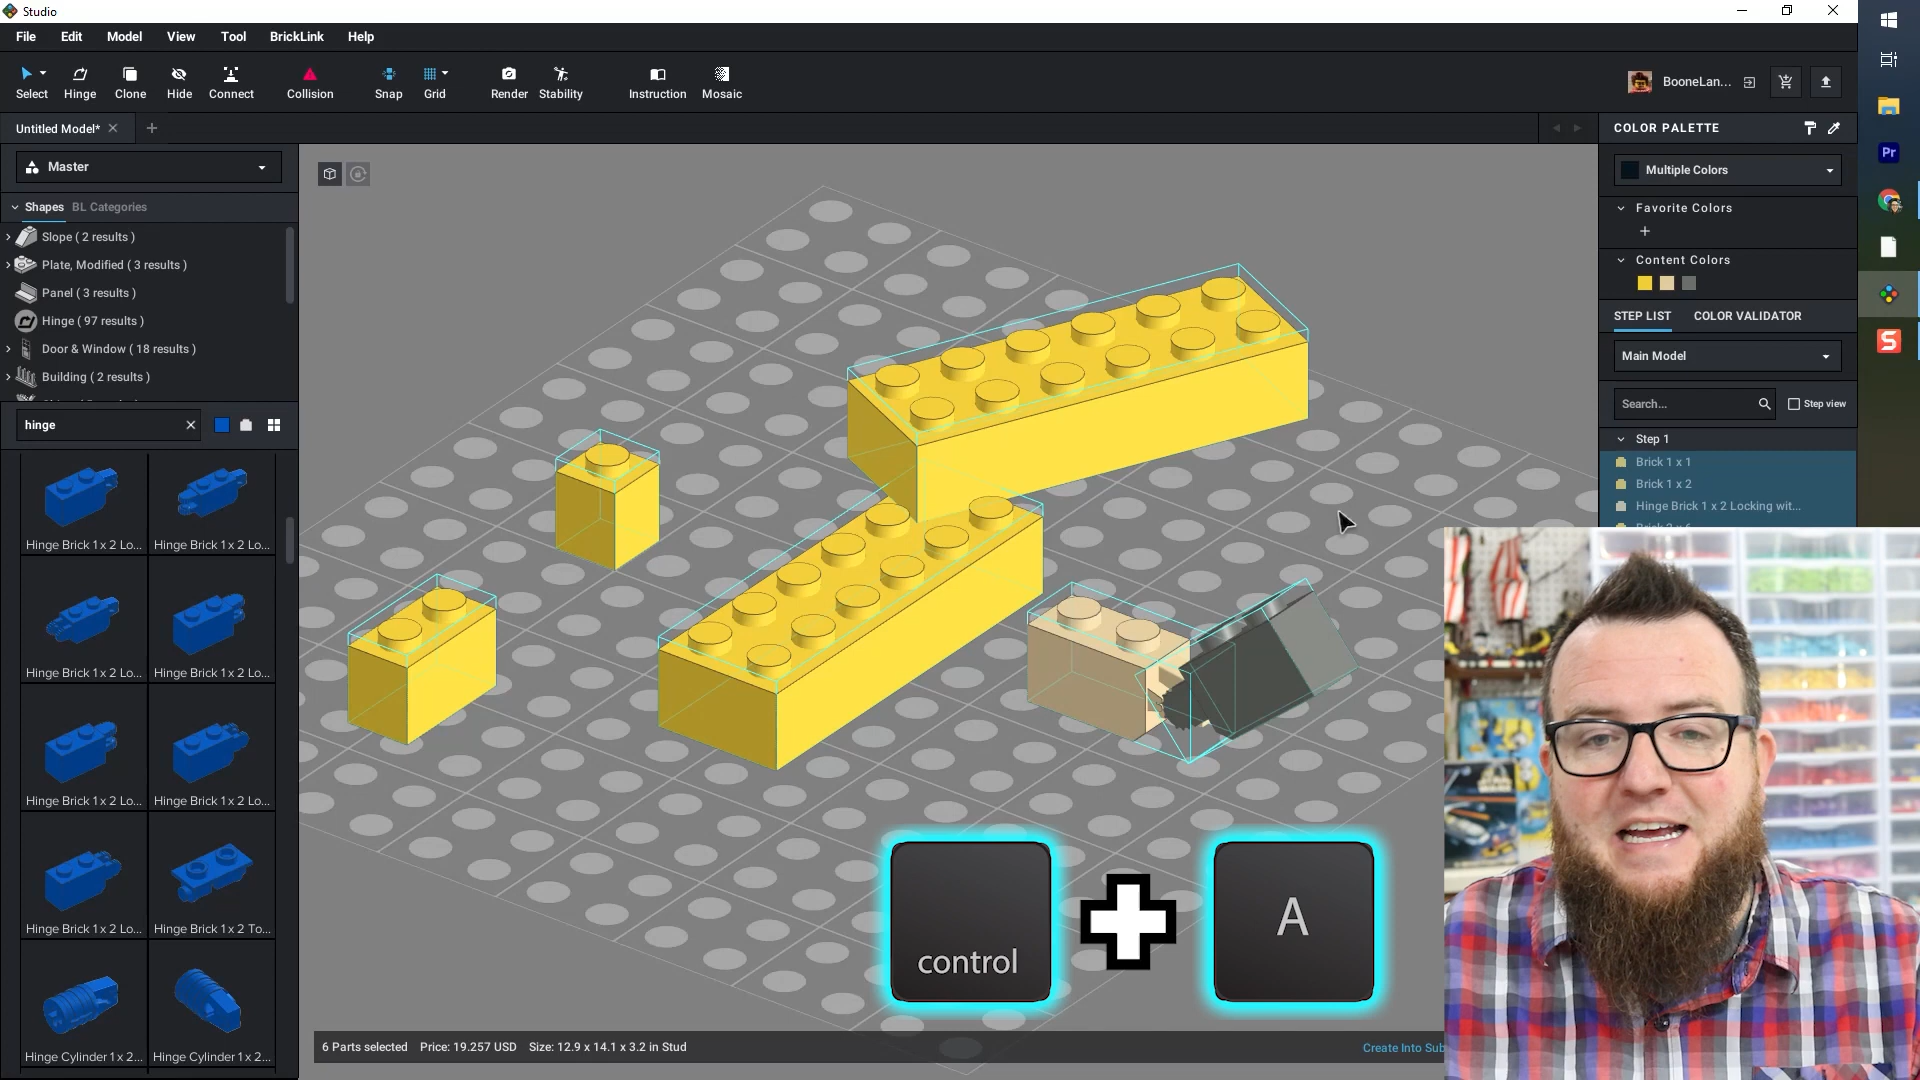 Studio
File Edit Model View Tool BrickLink Help
Select Hinge Clone Hide Connect Collision Snap Grid Render Stability Instruction Mosaic
BooneLan...
Untitled Model*
COLOR PALETTE
Master
Multiple Colors
Shapes BL Categories
Favorite Colors
Slope ( 2 results )
Plate, Modified ( 3 results )
Content Colors
Panel ( 3 results )
Hinge ( 97 results )
STEP LIST COLOR VALIDATOR
Door & Window ( 18 results )
Main Model
Building ( 2 results )
Search... Step view
hinge
Step 1
Brick 1 x 1
Brick 1 x 2
Hinge Brick 1 x 2 Locking wit...
Hinge Brick 1 x 2 Lo... Hinge Brick 1 x 2 Lo...
Hinge Brick 1 x 2 Lo... Hinge Brick 1 x 2 Lo...
Hinge Brick 1 x 2 Lo... Hinge Brick 1 x 2 Lo...
Hinge Brick 1 x 2 Lo... Hinge Brick 1 x 2 To...
Hinge Cylinder 1 x 2... Hinge Cylinder 1 x 2...
control
A
6 Parts selected Price: 19.257 USD Size: 12.9 x 14.1 x 3.2 in Stud
Create Into Sub
Pr
S